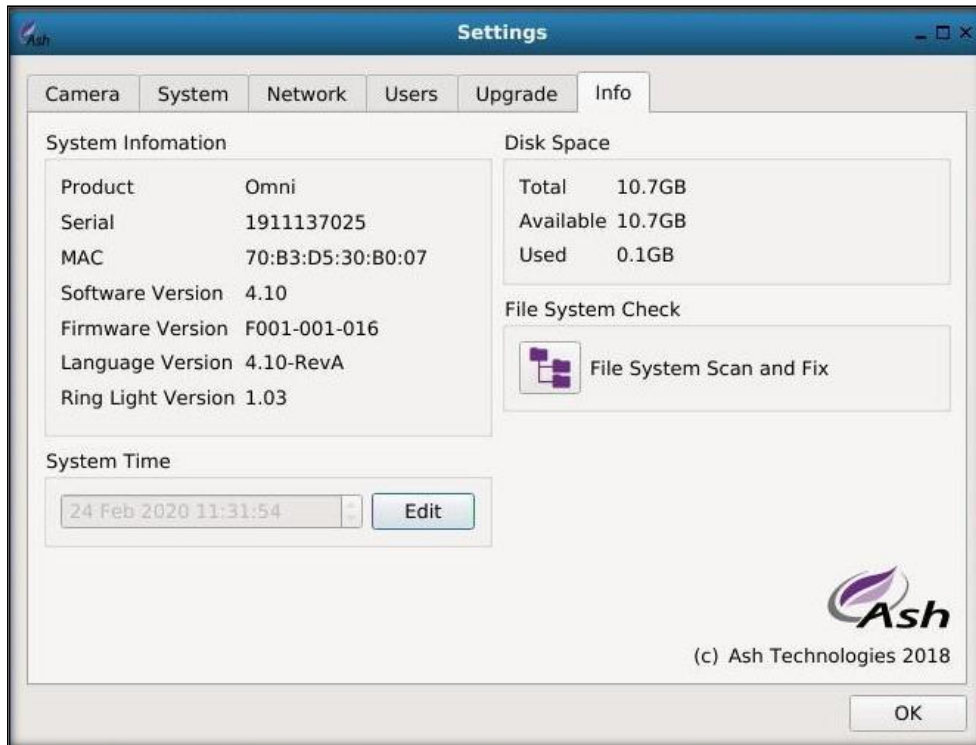 Ash
Settings
Camera System Network Users Upgrade Info
System Infomation
Product Omni
Serial 1911137025
MAC 70:B3:D5:30:B0:07
Software Version 4.10
Firmware Version F001-001-016
Language Version 4.10-RevA
Ring Light Version 1.03
System Time
24 Feb 2020 11:31:54
Edit
Disk Space
Total 10.7GB
Available 10.7GB
Used 0.1GB
File System Check
File System Scan and Fix
Ash
(c) Ash Technologies 2018
OK